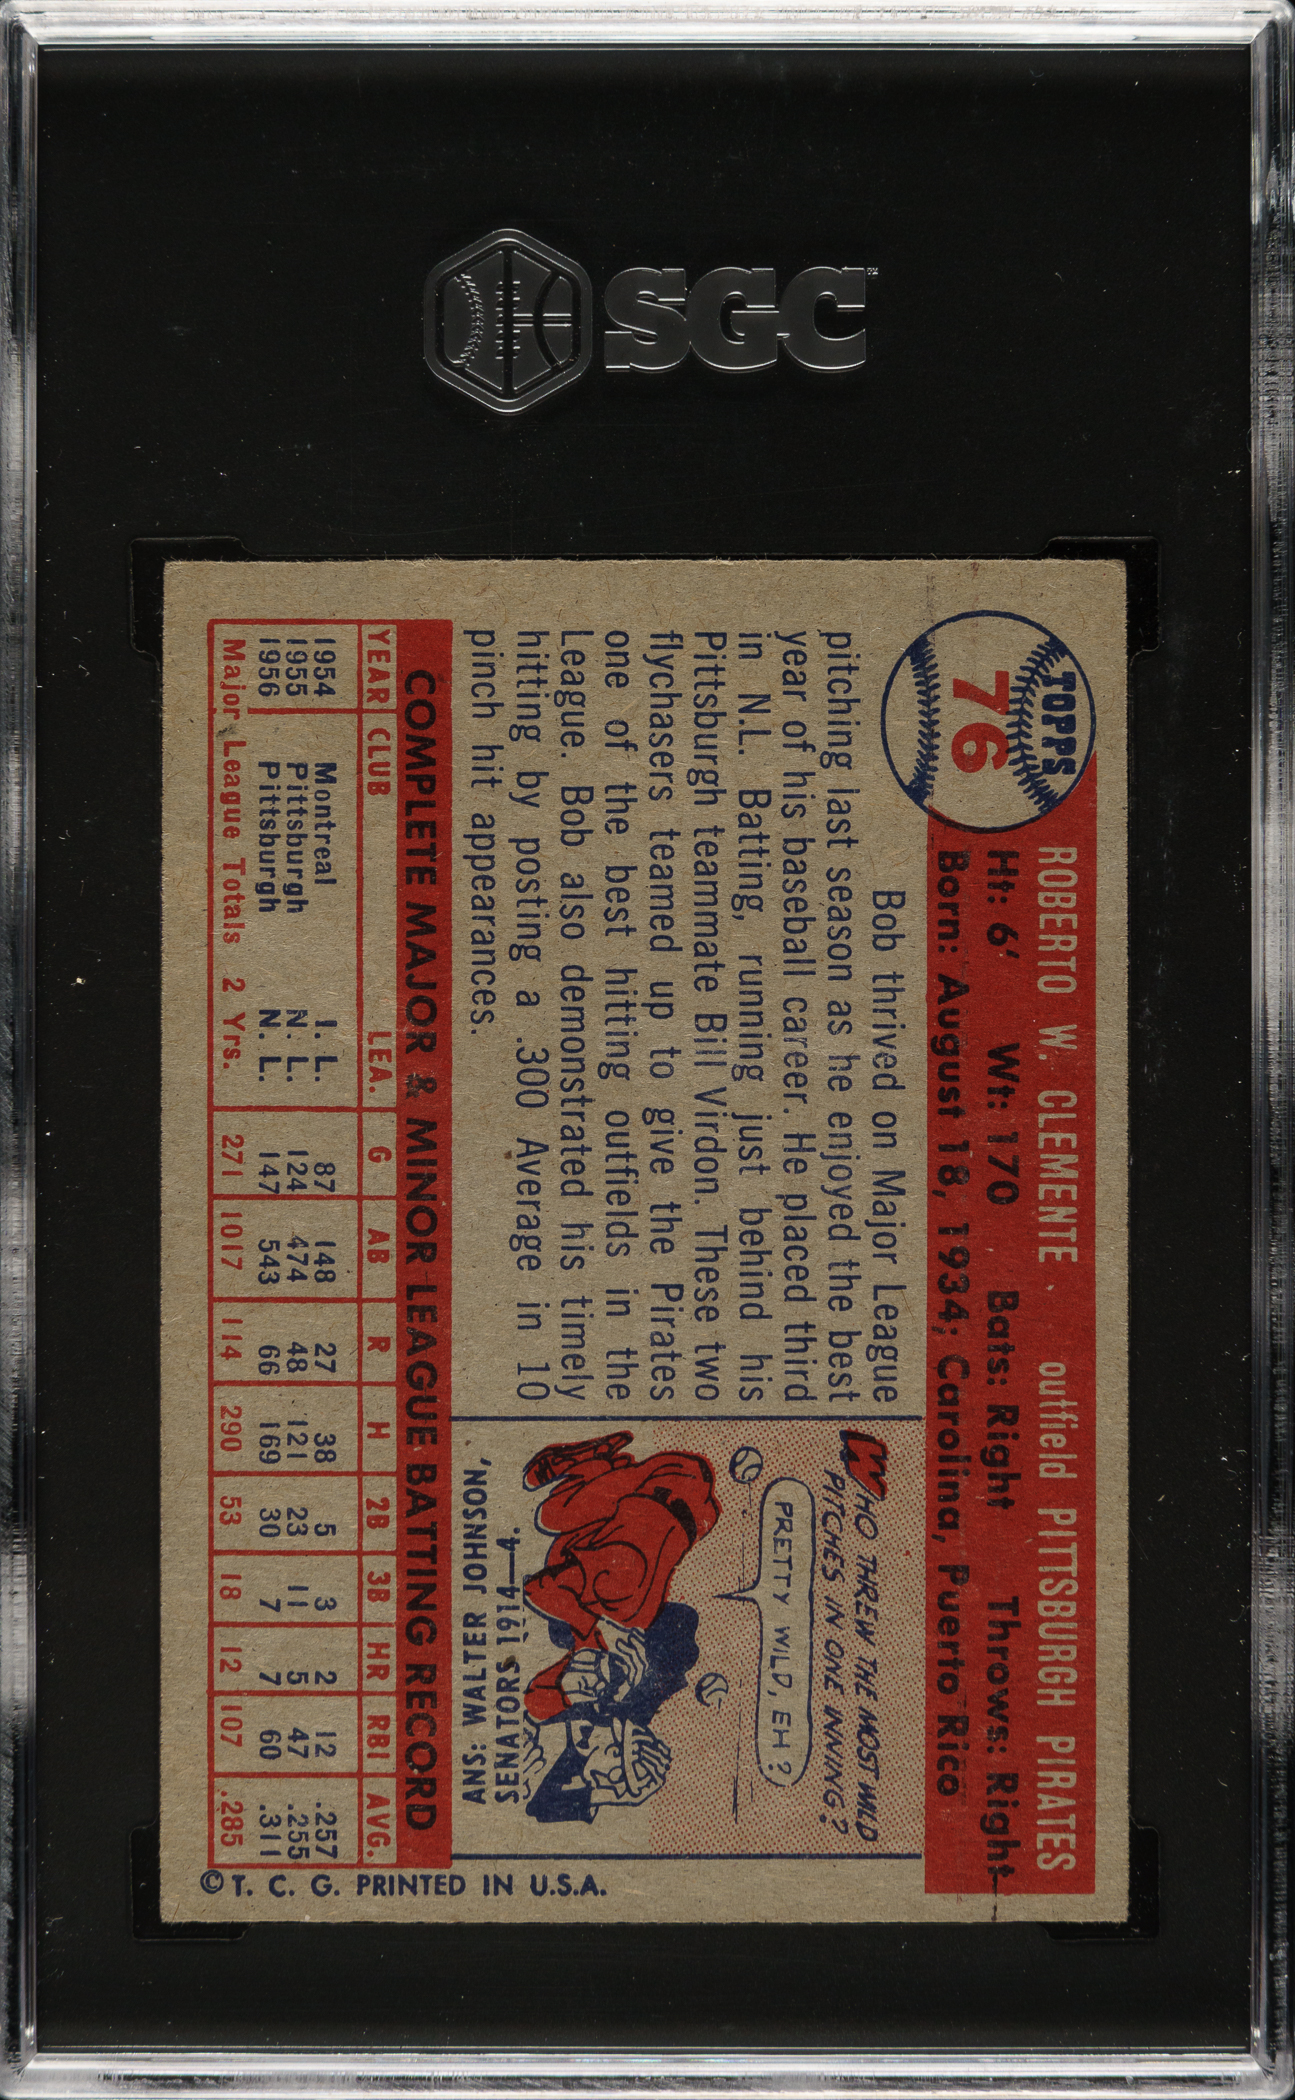 SGC
TM
TOPPS
76
ROBERTO W. CLEMENTE outfield PITTSBURGH PIRATES
Ht: 6' Wt: 170 Bats: Right Throws: Right
Born: August 18, 1934; Carolina, Puerto Rico
Bob thrived on Major League
pitching last season as he enjoyed the best
year of his baseball career. He placed third
in N.L. Batting, running just behind his
Pittsburgh teammate Bill Virdon. These two
flychasers teamed up to give the Pirates
one of the best hitting outfields in the
League. Bob also demonstrated his timely
hitting by posting a .300 Average in 10
pinch hit appearances.
WHO THREW THE MOST WILD
PITCHES IN ONE INNING?
PRETTY WILD, EH?
ANS: WALTER JOHNSON,
SENATORS 1914—4.
COMPLETE MAJOR & MINOR LEAGUE BATTING RECORD
YEAR CLUB LEA. G AB R H 2B 3B HR RBI AVG.
1954 Montreal I. L. 87 148 27 38 5 3 2 12 .257
1955 Pittsburgh N. L. 124 474 48 121 23 11 5 47 .255
1956 Pittsburgh N. L. 147 543 66 169 30 7 7 60 .311
Major League Totals 2 Yrs. 271 1017 114 290 53 18 12 107 .285
© T. C. G. PRINTED IN U.S.A.